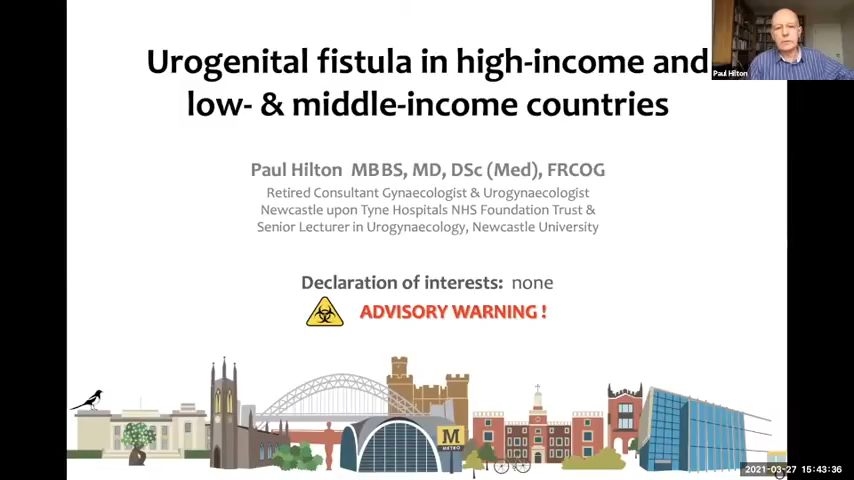 Urogenital fistula in high-income and
low- & middle-income countries
Paul Hilton
Paul Hilton MBBS, MD, DSc (Med), FRCOG
Retired Consultant Gynaecologist & Urogynaecologist
Newcastle upon Tyne Hospitals NHS Foundation Trust &
Senior Lecturer in Urogynaecology, Newcastle University
Declaration of interests: none
ADVISORY WARNING !
M
METRO
2021-03-27 15:43:36